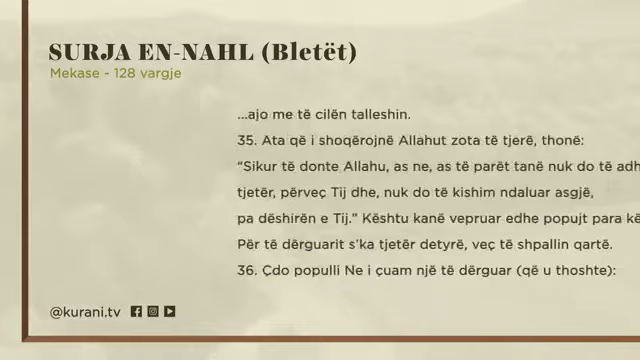 SURJA EN-NAHL (Bletët)
Mekase - 128 vargje
...ajo me të cilën talleshin.
35. Ata që i shoqërojnë Allahut zota të tjerë, thonë:
“Sikur të donte Allahu, as ne, as të parët tanë nuk do të adh
tjetër, përveç Tij dhe, nuk do të kishim ndaluar asgjë,
pa dëshirën e Tij.” Kështu kanë vepruar edhe popujt para kë
Për të dërguarit s’ka tjetër detyrë, veç të shpallin qartë.
36. Çdo populli Ne i çuam një të dërguar (që u thoshte):
@kurani.tv